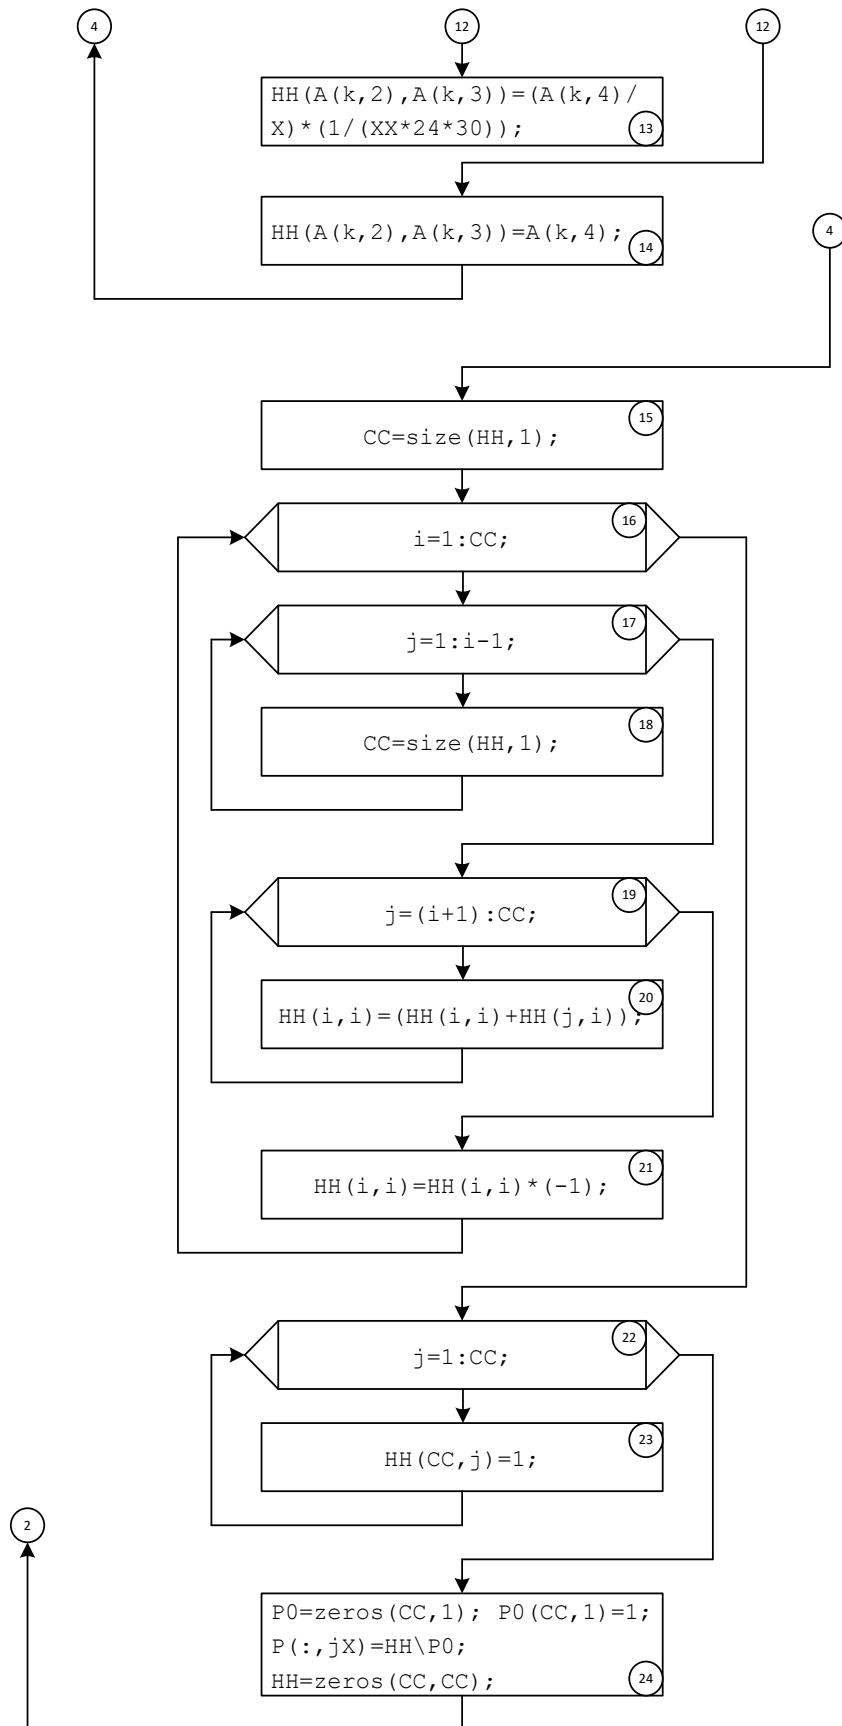 4
12
12
HH(A(k,2),A(k,3))=(A(k,4)/
X)*(1/(XX*24*30));
13
HH(A(k,2),A(k,3))=A(k,4);
14
4
15
CC=size(HH,1);
16
i=1:CC;
17
j=1:i-1;
18
CC=size(HH,1);
19
j=(i+1):CC;
20
HH(i,i)=(HH(i,i)+HH(j,i));
21
HH(i,i)=HH(i,i)*(-1);
22
j=1:CC;
23
HH(CC,j)=1;
2
P0=zeros(CC,1); P0(CC,1)=1;
P(:,jX)=HH\P0;
HH=zeros(CC,CC);
24